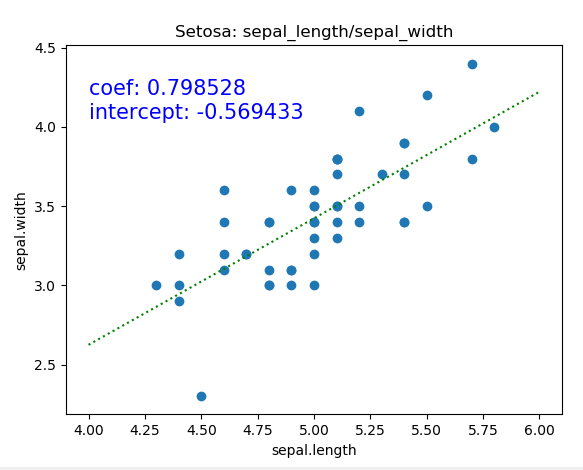 Setosa: sepal_length/sepal_width
4.5
coef: 0.798528
intercept: -0.569433
4.0
3.5
3.0
2.5
sepal.width
4.00 4.25 4.50 4.75 5.00 5.25 5.50 5.75 6.00
sepal.length